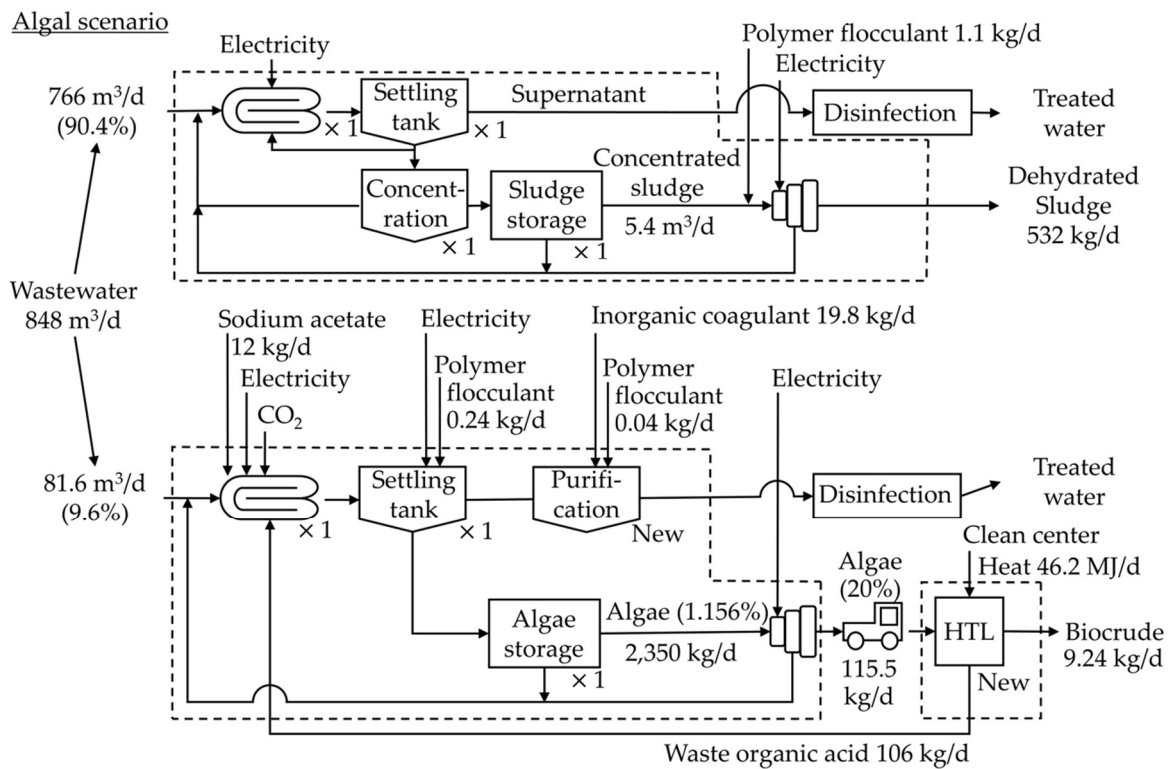 Algal scenario
Electricity
Polymer flocculant 1.1 kg/d
Electricity
766 m³/d
(90.4%)
× 1
Settling
tank
× 1
Supernatant
Disinfection
Treated
water
Concent-
ration
× 1
Sludge
storage
× 1
Concentrated
sludge
5.4 m³/d
Dehydrated
Sludge
532 kg/d
Wastewater
848 m³/d
Sodium acetate
12 kg/d
Electricity
CO₂
Electricity
Polymer
flocculant
0.24 kg/d
Inorganic coagulant 19.8 kg/d
Polymer
flocculant
0.04 kg/d
Electricity
81.6 m³/d
(9.6%)
× 1
Settling
tank
× 1
Purifi-
cation
New
Disinfection
Treated
water
Clean center
Heat 46.2 MJ/d
Algae
storage
× 1
Algae (1.156%)
2,350 kg/d
Algae
(20%)
115.5
kg/d
HTL
New
Biocrude
9.24 kg/d
Waste organic acid 106 kg/d